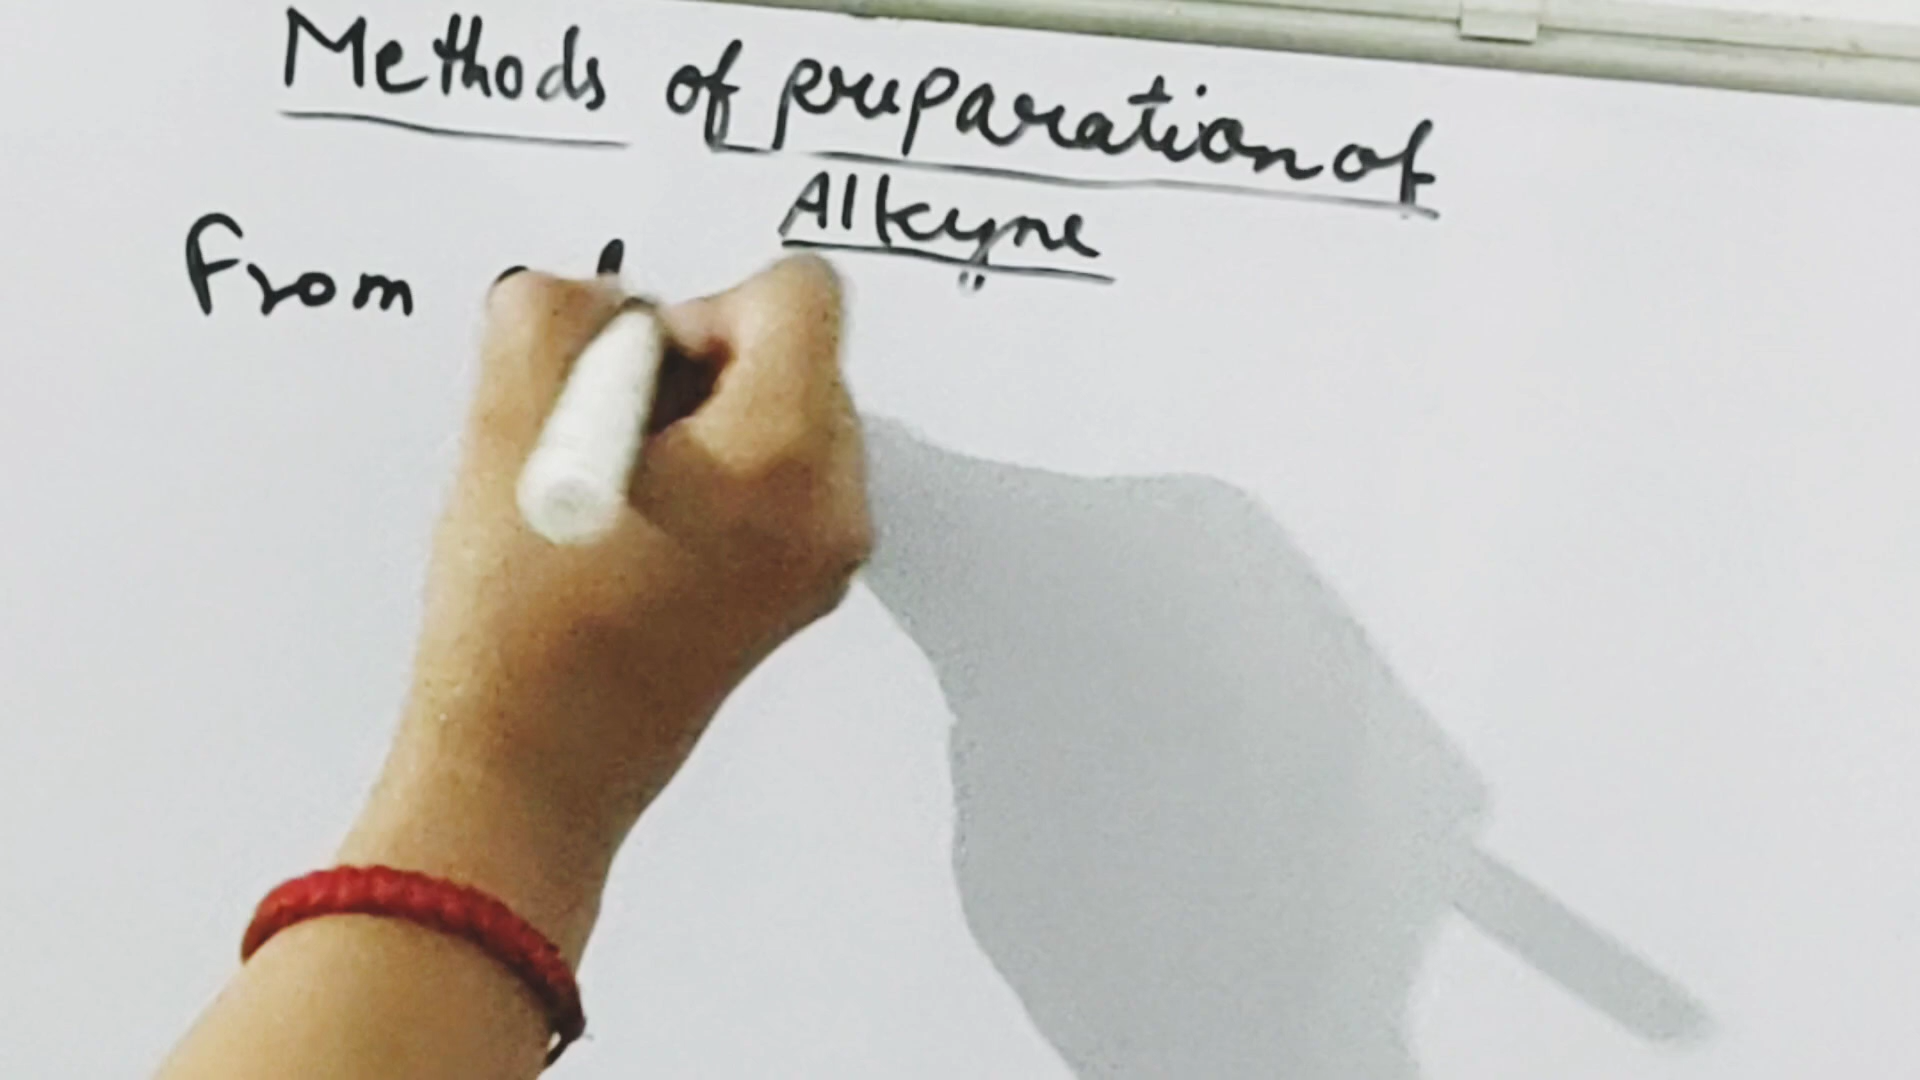 Methods of preparation of
Alkyne
From